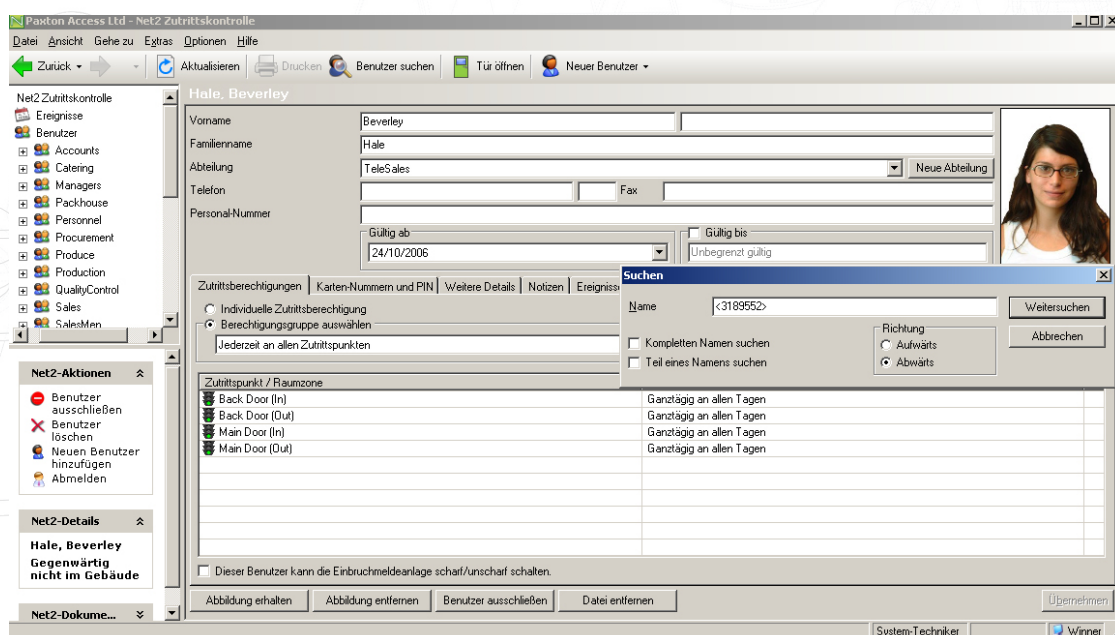 Paxton Access Ltd - Net2 Zutrittskontrolle
Datei Ansicht Gehe zu Extras Optionen Hilfe
Zurück Aktualisieren Drucken Benutzer suchen Tür öffnen Neuer Benutzer
Net2 Zutrittskontrolle
Ereignisse
Benutzer
Accounts
Catering
Managers
Packhouse
Personnel
Procurement
Produce
Production
QualityControl
Sales
SalesMen
Net2-Aktionen
Benutzer
ausschließen
Benutzer
löschen
Neuen Benutzer
hinzufügen
Abmelden
Net2-Details
Hale, Beverley
Gegenwärtig
nicht im Gebäude
Net2-Dokume...
Hale, Beverley
Vorname Beverley
Familienname Hale
Abteilung TeleSales Neue Abteilung
Telefon Fax
Personal-Nummer
Gültig ab Gültig bis
24/10/2006 Unbegrenzt gültig
Zutrittsberechtigungen Karten-Nummern und PIN Weitere Details Notizen
Individuelle Zutrittsberechtigung
Berechtigungsgruppe auswählen
Jederzeit an allen Zutrittspunkten
Suchen
Name <3189552> Weitersuchen
Kompletten Namen suchen
Teil eines Namens suchen
Richtung
Aufwärts
Abwärts
Abbrechen
Zutrittspunkt / Raumzone
Back Door (In) Ganztägig an allen Tagen
Back Door (Out) Ganztägig an allen Tagen
Main Door (In) Ganztägig an allen Tagen
Main Door (Out) Ganztägig an allen Tagen
Dieser Benutzer kann die Einbruchmeldeanlage scharf/unscharf schalten.
Abbildung erhalten Abbildung entfernen Benutzer ausschließen Datei entfernen Übernehmen
System-Techniker Winner